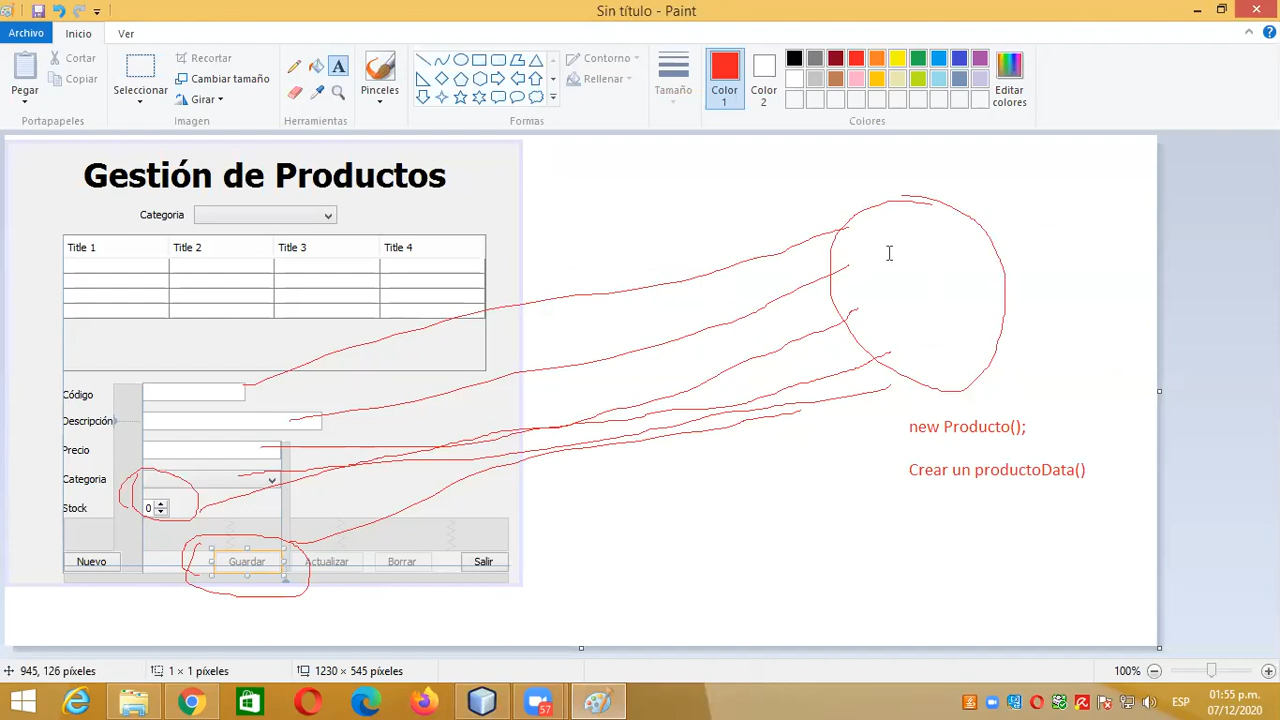 Sin título - Paint
Archivo
Inicio
Ver
Pegar
Cortar
Copiar
Portapapeles
Seleccionar
Recortar
Cambiar tamaño
Girar
Imagen
A
Herramientas
Pinceles
Contorno
Rellenar
Formas
Tamaño
Color 1
Color 2
Editar colores
Colores
Gestión de Productos
Categoria
Title 1 Title 2 Title 3 Title 4
Código
Descripción
Precio
Categoria
Stock 0
Nuevo Guardar Actualizar Borrar Salir
new Producto();
Crear un productoData()
945, 126 píxeles
1 × 1 píxeles
1230 × 545 píxeles
100%
57
ESP
01:55 p.m.
07/12/2020